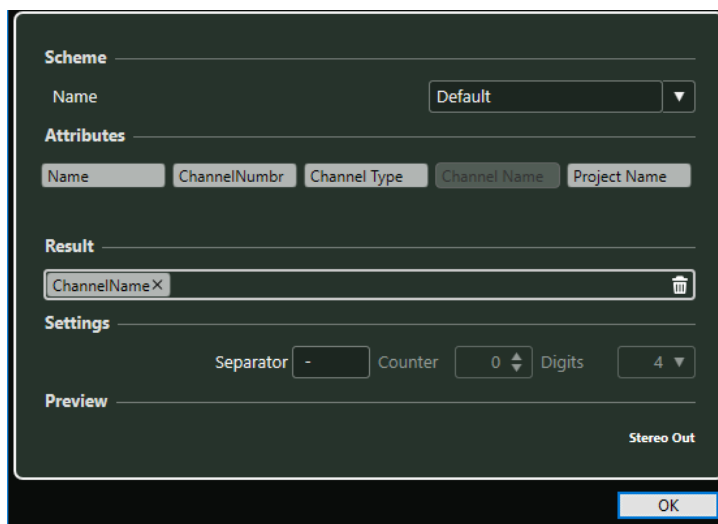 Scheme
Name Default
Attributes
Name ChannelNumbr Channel Type Channel Name Project Name
Result
ChannelName×
Settings
Separator - Counter 0 Digits 4
Preview
Stereo Out
OK